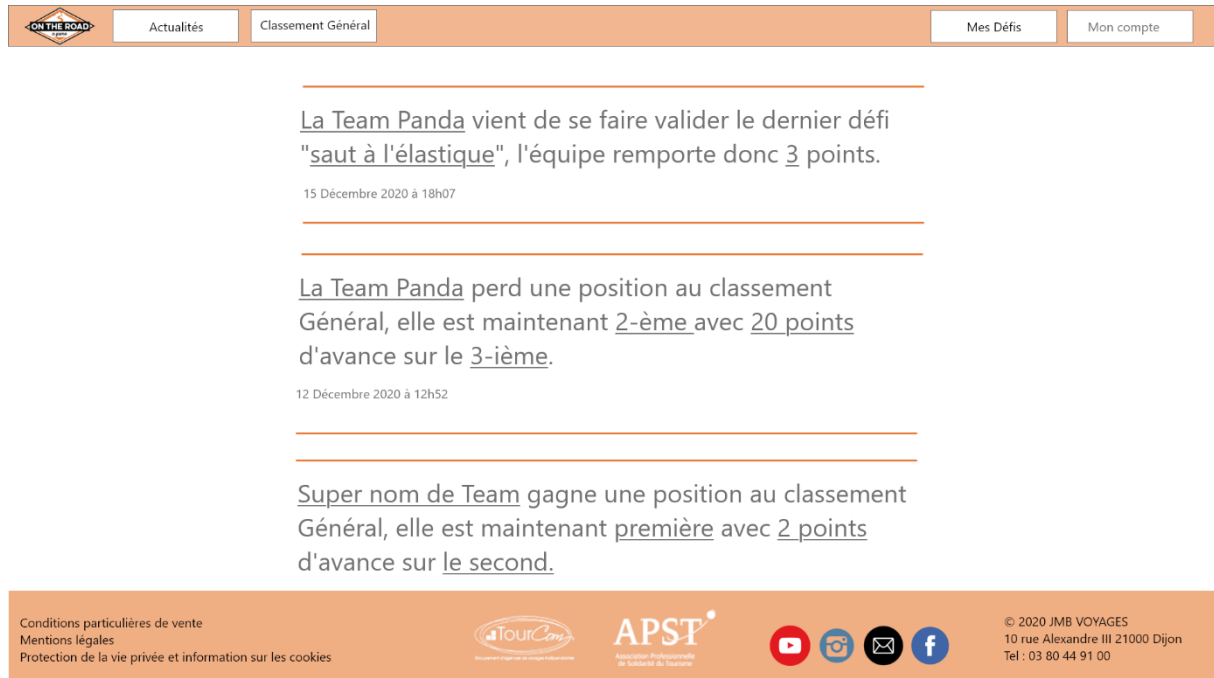 ON THE ROAD
Actualités
Classement Général
Mes Défis
Mon compte
La Team Panda vient de se faire valider le dernier défi
"saut à l'élastique", l'équipe remporte donc 3 points.
15 Décembre 2020 à 18h07
La Team Panda perd une position au classement
Général, elle est maintenant 2-ème avec 20 points
d'avance sur le 3-ième.
12 Décembre 2020 à 12h52
Super nom de Team gagne une position au classement
Général, elle est maintenant première avec 2 points
d'avance sur le second.
Conditions particulières de vente
Mentions légales
Protection de la vie privée et information sur les cookies
TourCom
APST
Association Professionnelle
de Solidarité du Tourisme
© 2020 JMB VOYAGES
10 rue Alexandre III 21000 Dijon
Tel : 03 80 44 91 00